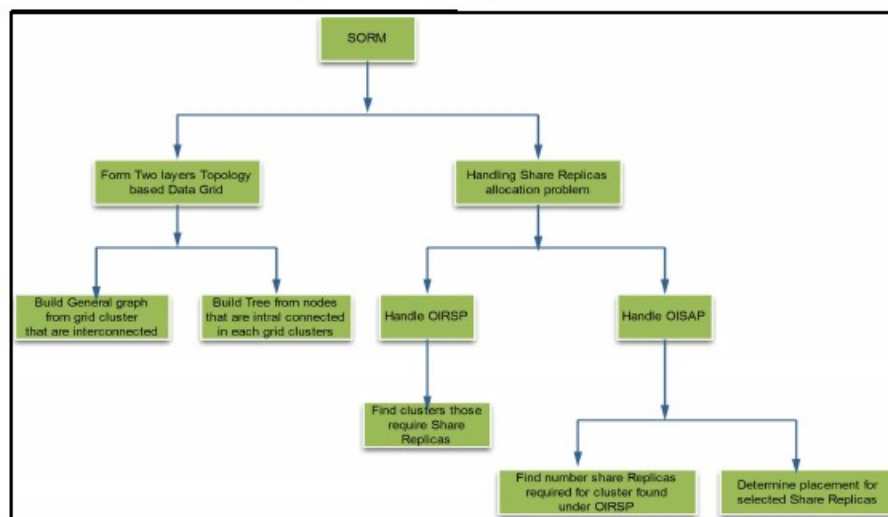 SORM
Form Two layers Topology
based Data Grid
Handling Share Replicas
allocation problem
Build General graph
from grid cluster
that are interconnected
Build Tree from nodes
that are intral connected
in each grid clusters
Handle OIRSP
Handle OISAP
Find clusters those
require Share
Replicas
Find number share Replicas
required for cluster found
under OIRSP
Determine placement for
selected Share Replicas